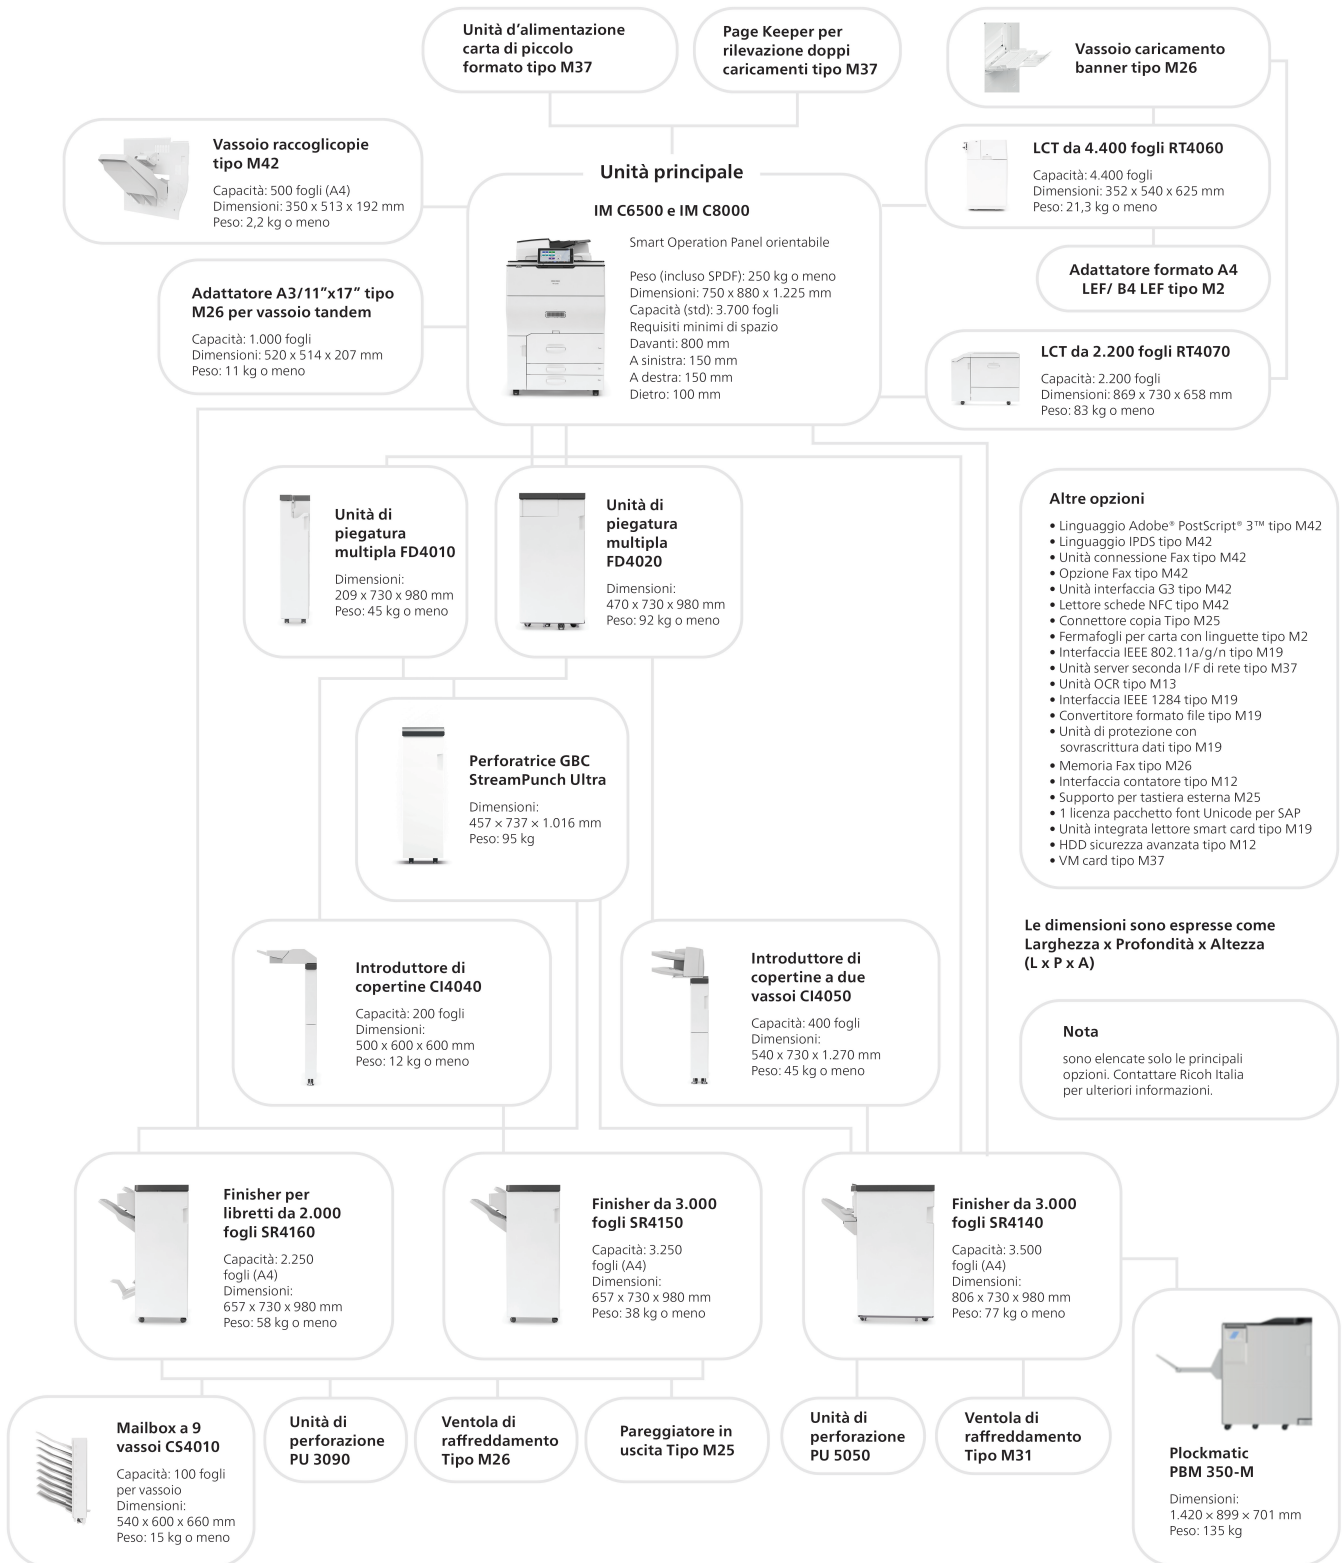 Unità d'alimentazione
carta di piccolo
formato tipo M37
Page Keeper per
rilevazione doppi
caricamenti tipo M37
Vassoio caricamento
banner tipo M26
Vassoio raccoglicopie
tipo M42
Capacità: 500 fogli (A4)
Dimensioni: 350 x 513 x 192 mm
Peso: 2,2 kg o meno
Adattatore A3/11”x17” tipo
M26 per vassoio tandem
Capacità: 1.000 fogli
Dimensioni: 520 x 514 x 207 mm
Peso: 11 kg o meno
Unità principale
IM C6500 e IM C8000
Smart Operation Panel orientabile
Peso (incluso SPDF): 250 kg o meno
Dimensioni: 750 x 880 x 1.225 mm
Capacità (std): 3.700 fogli
Requisiti minimi di spazio
Davanti: 800 mm
A sinistra: 150 mm
A destra: 150 mm
Dietro: 100 mm
LCT da 4.400 fogli RT4060
Capacità: 4.400 fogli
Dimensioni: 352 x 540 x 625 mm
Peso: 21,3 kg o meno
Adattatore formato A4
LEF/ B4 LEF tipo M2
LCT da 2.200 fogli RT4070
Capacità: 2.200 fogli
Dimensioni: 869 x 730 x 658 mm
Peso: 83 kg o meno
Unità di
piegatura
multipla FD4010
Dimensioni:
209 x 730 x 980 mm
Peso: 45 kg o meno
Unità di
piegatura
multipla
FD4020
Dimensioni:
470 x 730 x 980 mm
Peso: 92 kg o meno
Altre opzioni
• Linguaggio Adobe® PostScript® 3™ tipo M42
• Linguaggio IPDS tipo M42
• Unità connessione Fax tipo M42
• Opzione Fax tipo M42
• Unità interfaccia G3 tipo M42
• Lettore schede NFC tipo M42
• Connettore copia Tipo M25
• Fermafogli per carta con linguette tipo M2
• Interfaccia IEEE 802.11a/g/n tipo M19
• Unità server seconda I/F di rete tipo M37
• Unità OCR tipo M13
• Interfaccia IEEE 1284 tipo M19
• Convertitore formato file tipo M19
• Unità di protezione con
sovrascrittura dati tipo M19
• Memoria Fax tipo M26
• Interfaccia contatore tipo M12
• Supporto per tastiera esterna M25
• 1 licenza pacchetto font Unicode per SAP
• Unità integrata lettore smart card tipo M19
• HDD sicurezza avanzata tipo M12
• VM card tipo M37
Perforatrice GBC
StreamPunch Ultra
Dimensioni:
457 × 737 × 1.016 mm
Peso: 95 kg
Introduttore di
copertine CI4040
Capacità: 200 fogli
Dimensioni:
500 x 600 x 600 mm
Peso: 12 kg o meno
Introduttore di
copertine a due
vassoi CI4050
Capacità: 400 fogli
Dimensioni:
540 x 730 x 1.270 mm
Peso: 45 kg o meno
Le dimensioni sono espresse come
Larghezza x Profondità x Altezza
(L x P x A)
Nota
sono elencate solo le principali
opzioni. Contattare Ricoh Italia
per ulteriori informazioni.
Finisher per
libretti da 2.000
fogli SR4160
Capacità: 2.250
fogli (A4)
Dimensioni:
657 x 730 x 980 mm
Peso: 58 kg o meno
Finisher da 3.000
fogli SR4150
Capacità: 3.250
fogli (A4)
Dimensioni:
657 x 730 x 980 mm
Peso: 38 kg o meno
Finisher da 3.000
fogli SR4140
Capacità: 3.500
fogli (A4)
Dimensioni:
806 x 730 x 980 mm
Peso: 77 kg o meno
Mailbox a 9
vassoi CS4010
Capacità: 100 fogli
per vassoio
Dimensioni:
540 x 600 x 660 mm
Peso: 15 kg o meno
Unità di
perforazione
PU 3090
Ventola di
raffreddamento
Tipo M26
Pareggiatore in
uscita Tipo M25
Unità di
perforazione
PU 5050
Ventola di
raffreddamento
Tipo M31
Plockmatic
PBM 350-M
Dimensioni:
1.420 × 899 × 701 mm
Peso: 135 kg